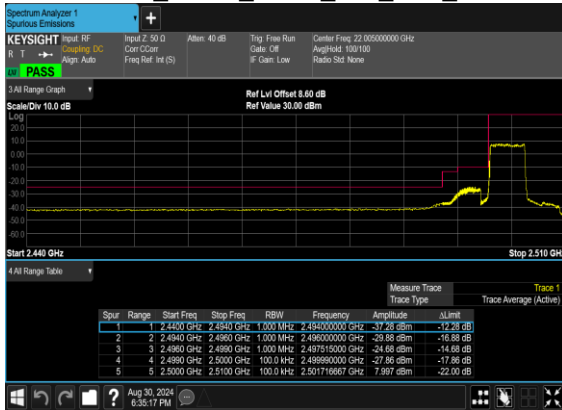 Spectrum Analyzer 1
Spurious Emissions
+
KEYSIGHT Input: RF Input Z: 50 Ω Atten: 40 dB Trig: Free Run Center Freq: 22.005000000 GHz
R T Coupling: DC Corr CCorr Gate: Off Avg|Hold: 100/100
Align: Auto Freq Ref: Int (S) IF Gain: Low Radio Std: None
PASS
3 All Range Graph Ref Lvl Offset 8.60 dB
Scale/Div 10.0 dB Ref Value 30.00 dBm
Log
20.0
10.0
0.00
-10.0
-20.0
-30.0
-40.0
-50.0
-60.0
Start 2.440 GHz Stop 2.510 GH
4 All Range Table
Measure Trace Trace 1
Trace Type Trace Average (Active)
Spur Range Start Freq Stop Freq RBW Frequency Amplitude ΔLimit
1 1 2.4400 GHz 2.4940 GHz 1.000 MHz 2.494000000 GHz -37.28 dBm -12.28 dB
2 2 2.4940 GHz 2.4960 GHz 1.000 MHz 2.496000000 GHz -29.88 dBm -16.88 dB
3 3 2.4960 GHz 2.4990 GHz 1.000 MHz 2.497515000 GHz -24.68 dBm -14.68 dB
4 4 2.4990 GHz 2.5000 GHz 100.0 kHz 2.499990000 GHz -27.86 dBm -17.86 dB
5 5 2.5000 GHz 2.5100 GHz 100.0 kHz 2.501716667 GHz 7.997 dBm -22.00 dB
? Aug 30, 2024
6:35:17 PM